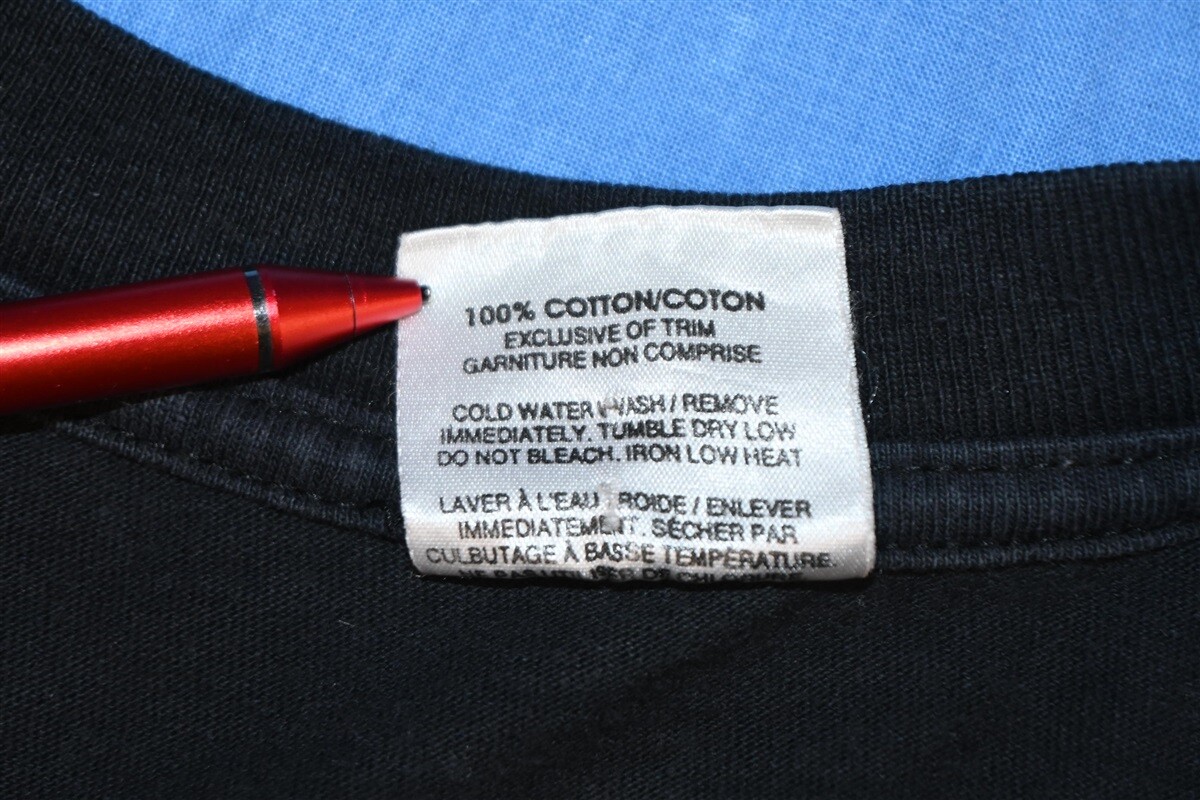 100% COTTON/COTON
EXCLUSIVE OF TRIM
GARNITURE NON COMPRISE
COLD WATER WASH / REMOVE
IMMEDIATELY. TUMBLE DRY LOW
DO NOT BLEACH. IRON LOW HEAT
LAVER À L'EAU ROIDE / ENLEVER
IMMEDIATEMENT. SÉCHER PAR
CULBUTAGE À BASSE TEMPÉRATURE.